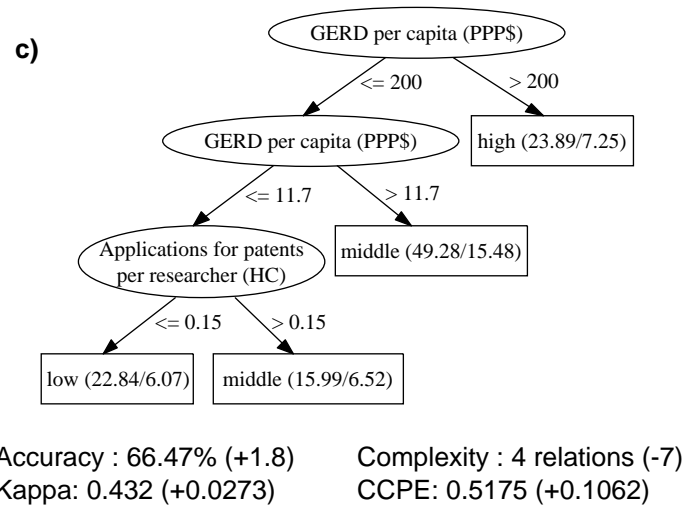 c)
GERD per capita (PPP$)
<= 200
> 200
GERD per capita (PPP$)
high (23.89/7.25)
<= 11.7
> 11.7
Applications for patents
per researcher (HC)
middle (49.28/15.48)
<= 0.15
> 0.15
low (22.84/6.07)
middle (15.99/6.52)
Accuracy : 66.47% (+1.8)
Complexity : 4 relations (-7)
Kappa: 0.432 (+0.0273)
CCPE: 0.5175 (+0.1062)